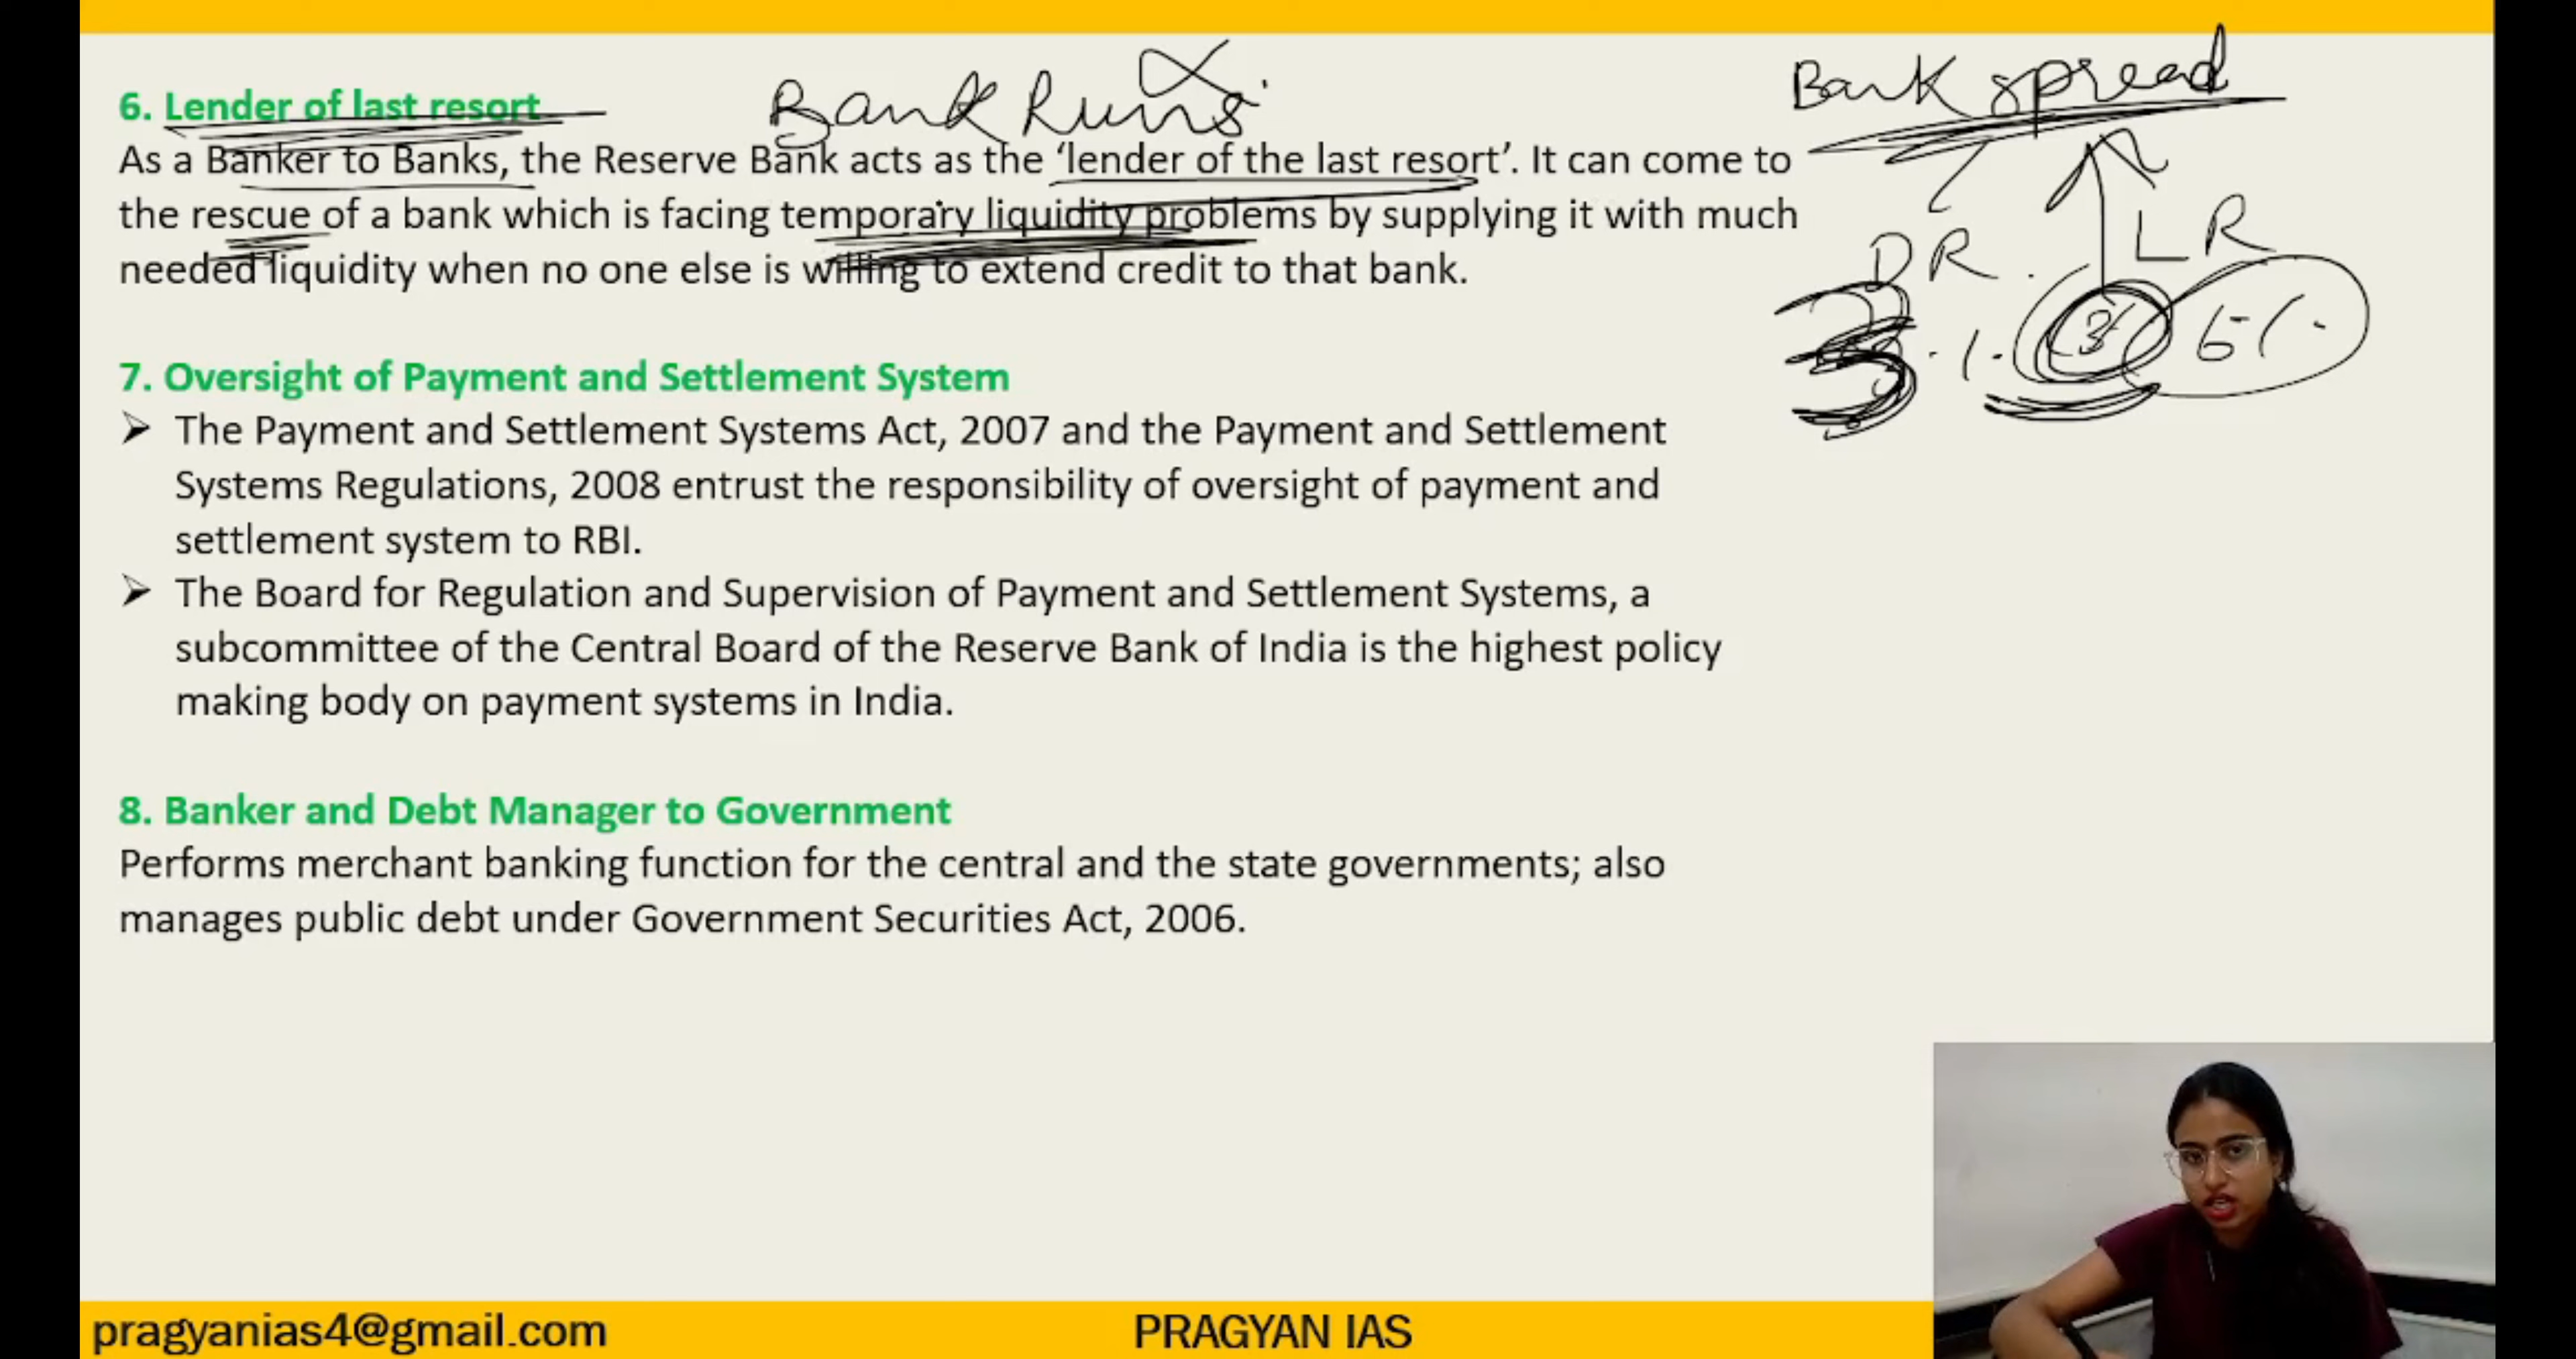 Bank Runs
Bank spread
6. Lender of last resort
As a Banker to Banks, the Reserve Bank acts as the ‘lender of the last resort’. It can come to
the rescue of a bank which is facing temporary liquidity problems by supplying it with much
needed liquidity when no one else is willing to extend credit to that bank.
DR.
LR
7. Oversight of Payment and Settlement System
➢ The Payment and Settlement Systems Act, 2007 and the Payment and Settlement
Systems Regulations, 2008 entrust the responsibility of oversight of payment and
settlement system to RBI.
➢ The Board for Regulation and Supervision of Payment and Settlement Systems, a
subcommittee of the Central Board of the Reserve Bank of India is the highest policy
making body on payment systems in India.
8. Banker and Debt Manager to Government
Performs merchant banking function for the central and the state governments; also
manages public debt under Government Securities Act, 2006.
pragyanias4@gmail.com
PRAGYAN IAS